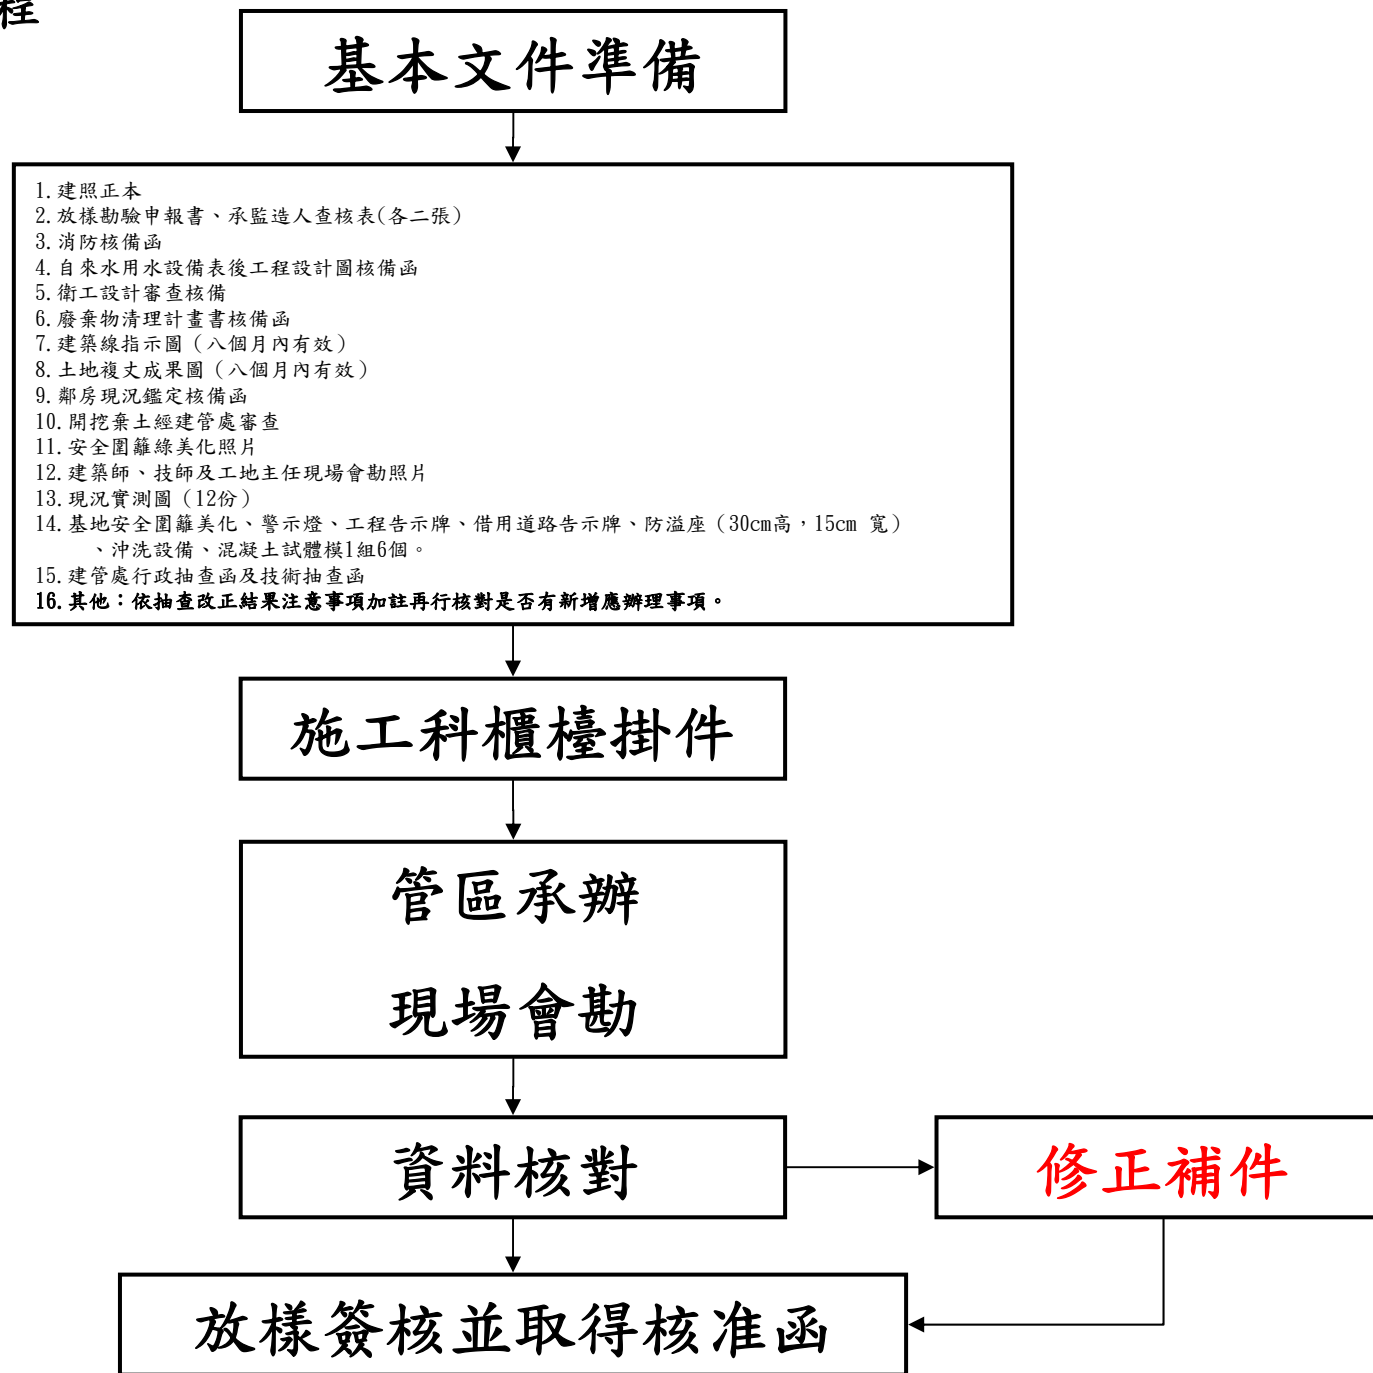 程
基本文件準備
1.建照正本
2.放樣勘驗申報書、承監造人查核表(各二張)
3.消防核備函
4.自來水用水設備表後工程設計圖核備函
5.衛工設計審查核備
6.廢棄物清理計畫書核備函
7.建築線指示圖（八個月內有效）
8.土地複丈成果圖（八個月內有效）
9.鄰房現況鑑定核備函
10.開挖棄土經建管處審查
11.安全圍籬綠美化照片
12.建築師、技師及工地主任現場會勘照片
13.現況實測圖（12份）
14.基地安全圍籬美化、警示燈、工程告示牌、借用道路告示牌、防溢座（30cm高，15cm 寬）
、沖洗設備、混凝土試體模1組6個。
15.建管處行政抽查函及技術抽查函
16.其他：依抽查改正結果注意事項加註再行核對是否有新增應辦理事項。
施工科櫃檯掛件
管區承辦
現場會勘
資料核對
修正補件
放樣簽核並取得核准函